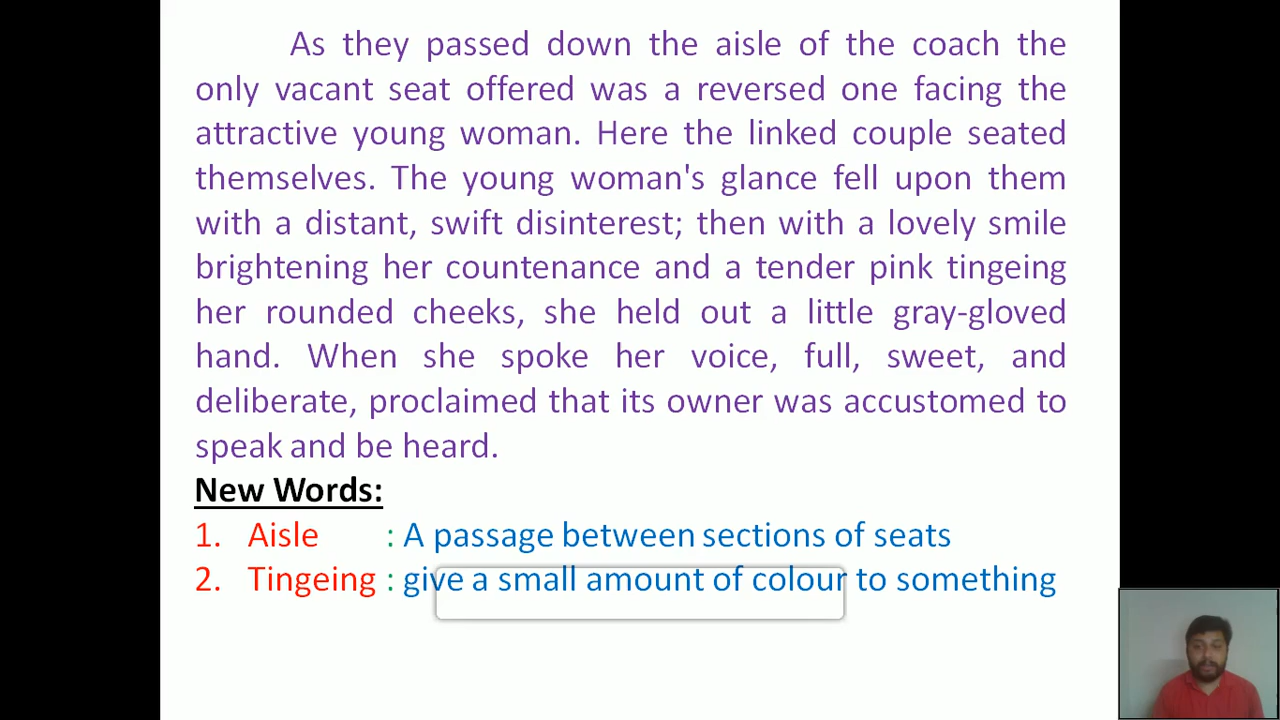 As they passed down the aisle of the coach the
only vacant seat offered was a reversed one facing the
attractive young woman. Here the linked couple seated
themselves. The young woman's glance fell upon them
with a distant, swift disinterest; then with a lovely smile
brightening her countenance and a tender pink tingeing
her rounded cheeks, she held out a little gray-gloved
hand. When she spoke her voice, full, sweet, and
deliberate, proclaimed that its owner was accustomed to
speak and be heard.
New Words:
1. Aisle : A passage between sections of seats
2. Tingeing : give a small amount of colour to something